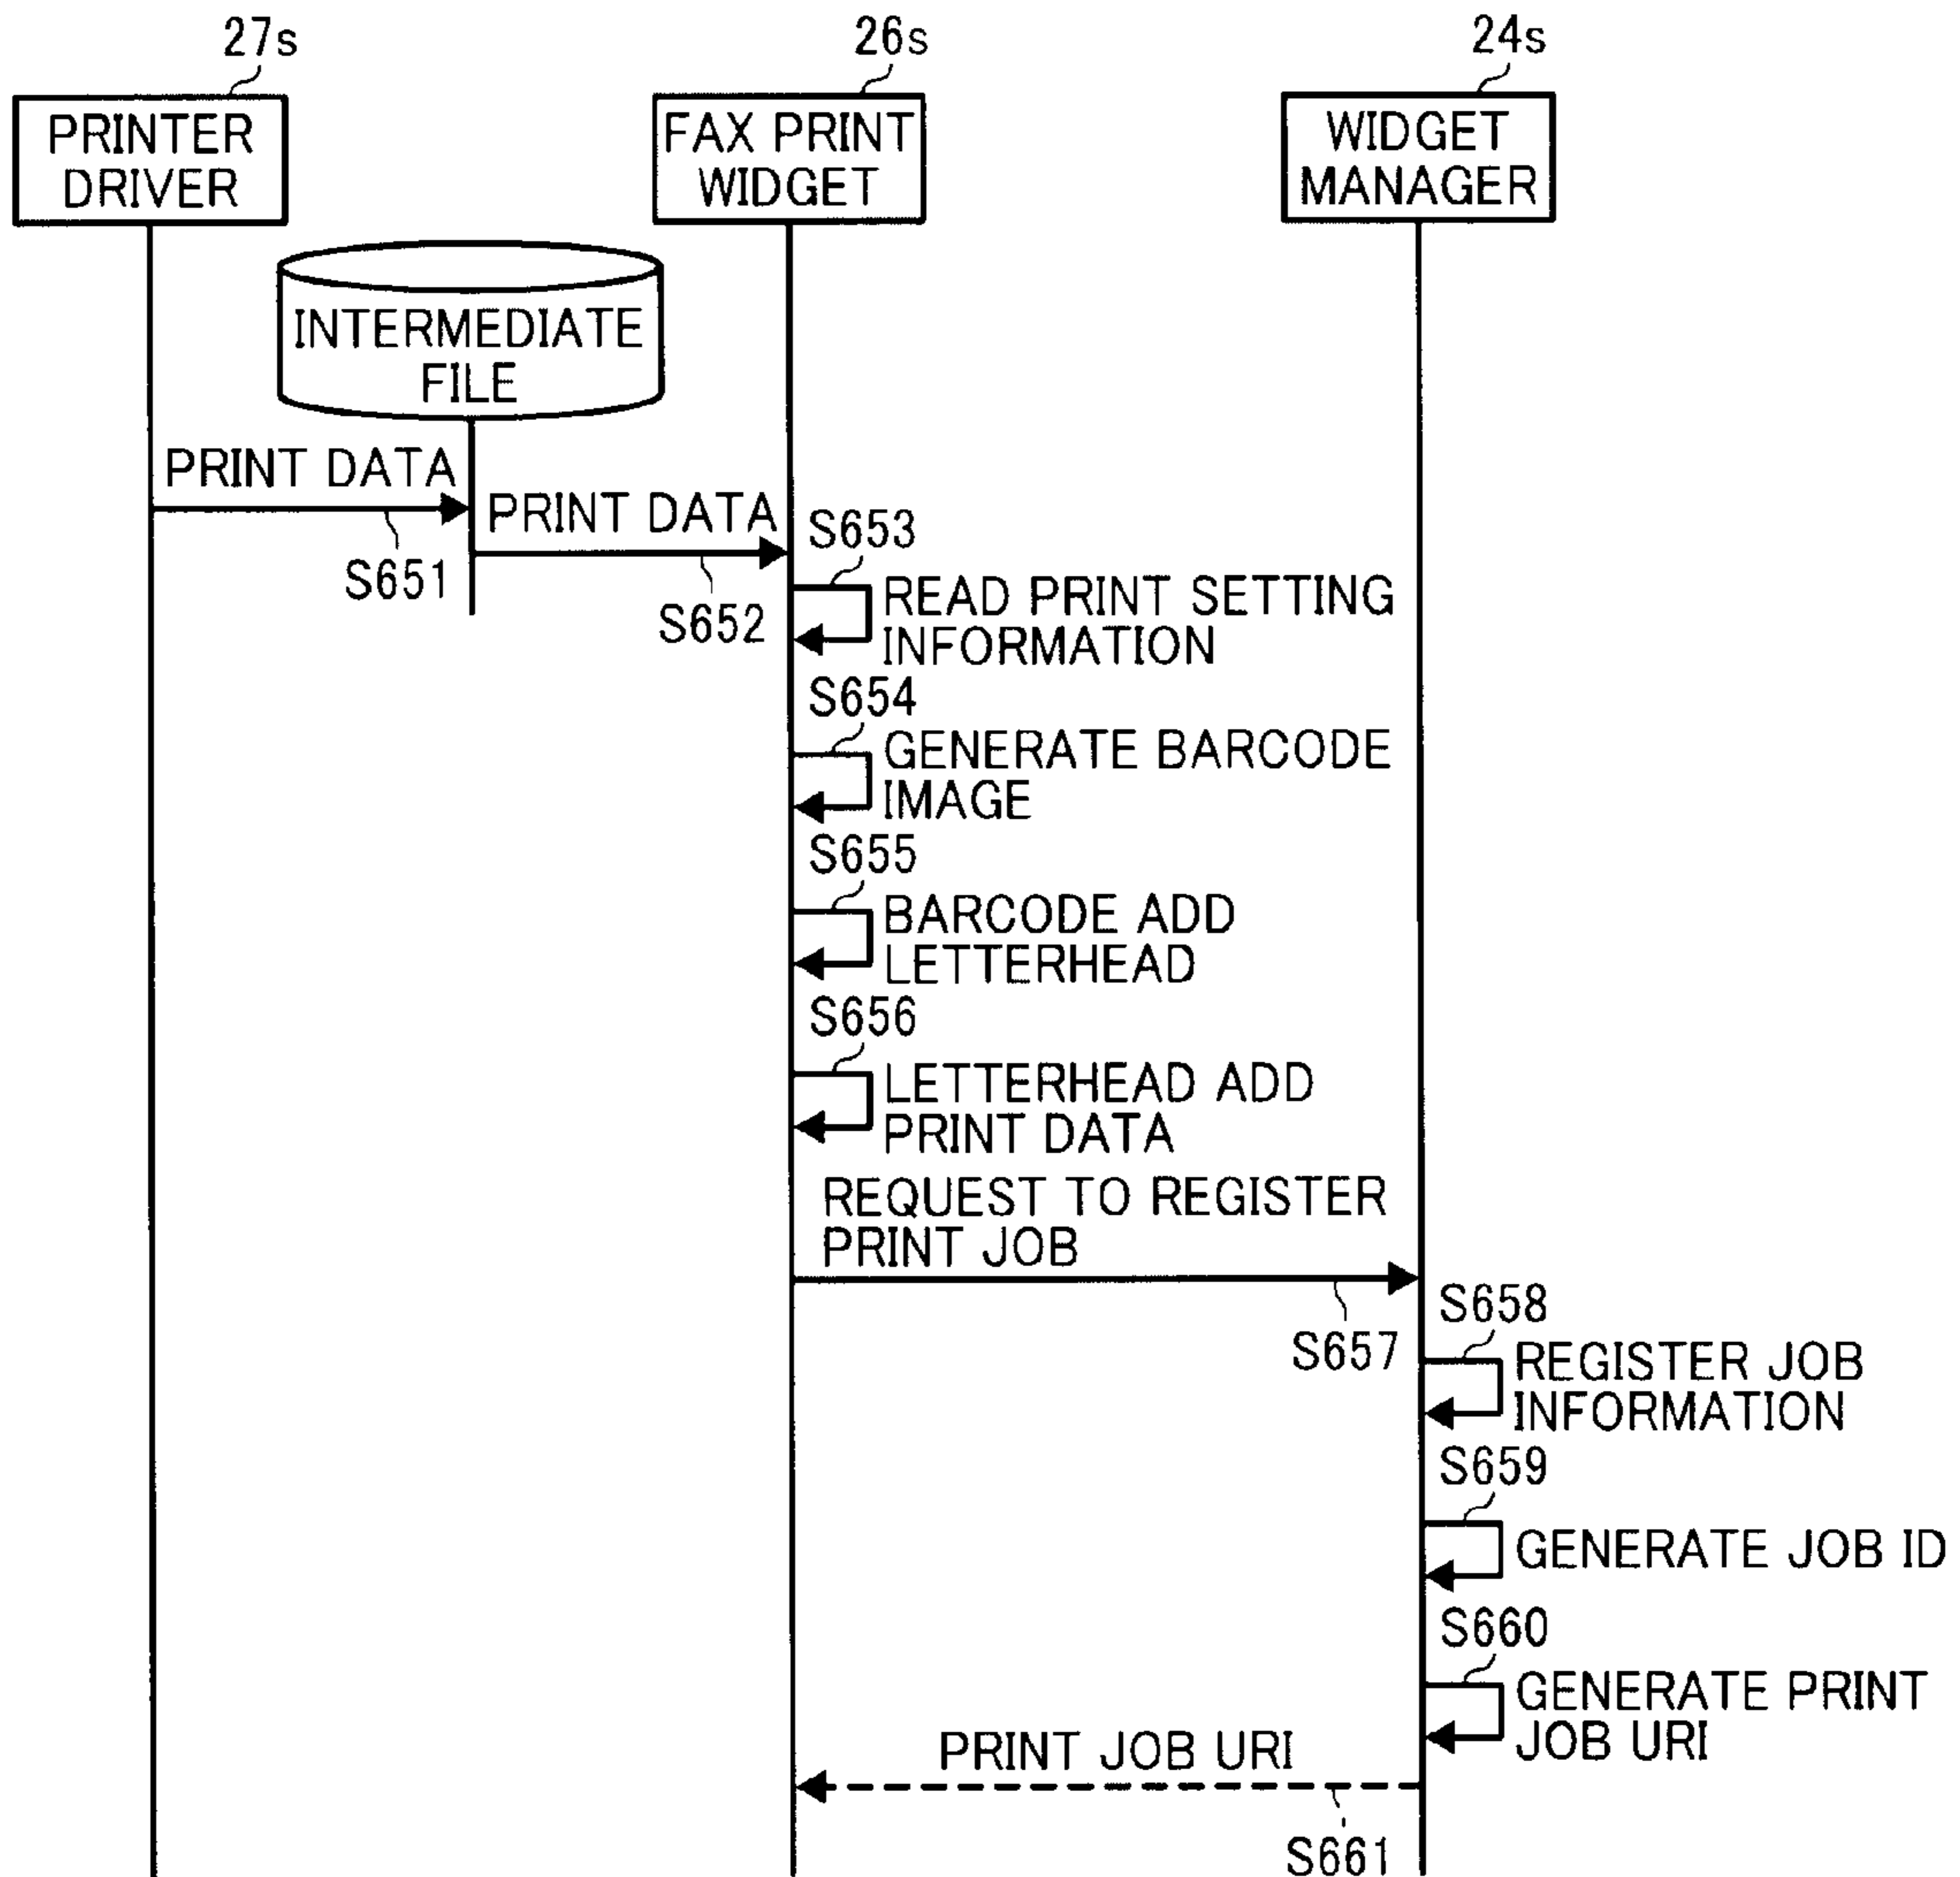 27s
26s
24s
PRINTER
DRIVER
FAX PRINT
WIDGET
WIDGET
MANAGER
INTERMEDIATE
FILE
PRINT DATA
S651
PRINT DATA
S652
S653
READ PRINT SETTING
INFORMATION
S654
GENERATE BARCODE
IMAGE
S655
BARCODE ADD
LETTERHEAD
S656
LETTERHEAD ADD
PRINT DATA
REQUEST TO REGISTER
PRINT JOB
S657
S658
REGISTER JOB
INFORMATION
S659
GENERATE JOB ID
S660
GENERATE PRINT
JOB URI
PRINT JOB URI
S661